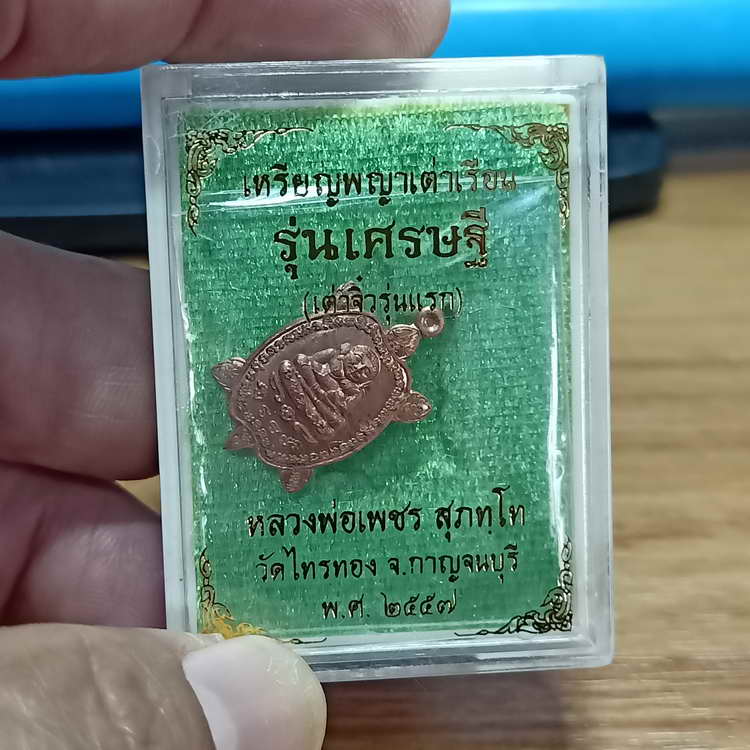 เหรียญพญาเต่าเรือน
รุ่นเศรษฐี
(เต่าจิ๋วรุ่นแรก)
หลวงพ่อเพชร สุภทฺโท
วัดไทรทอง จ.กาญจนบุรี
พ.ศ. ๒๕๕๗